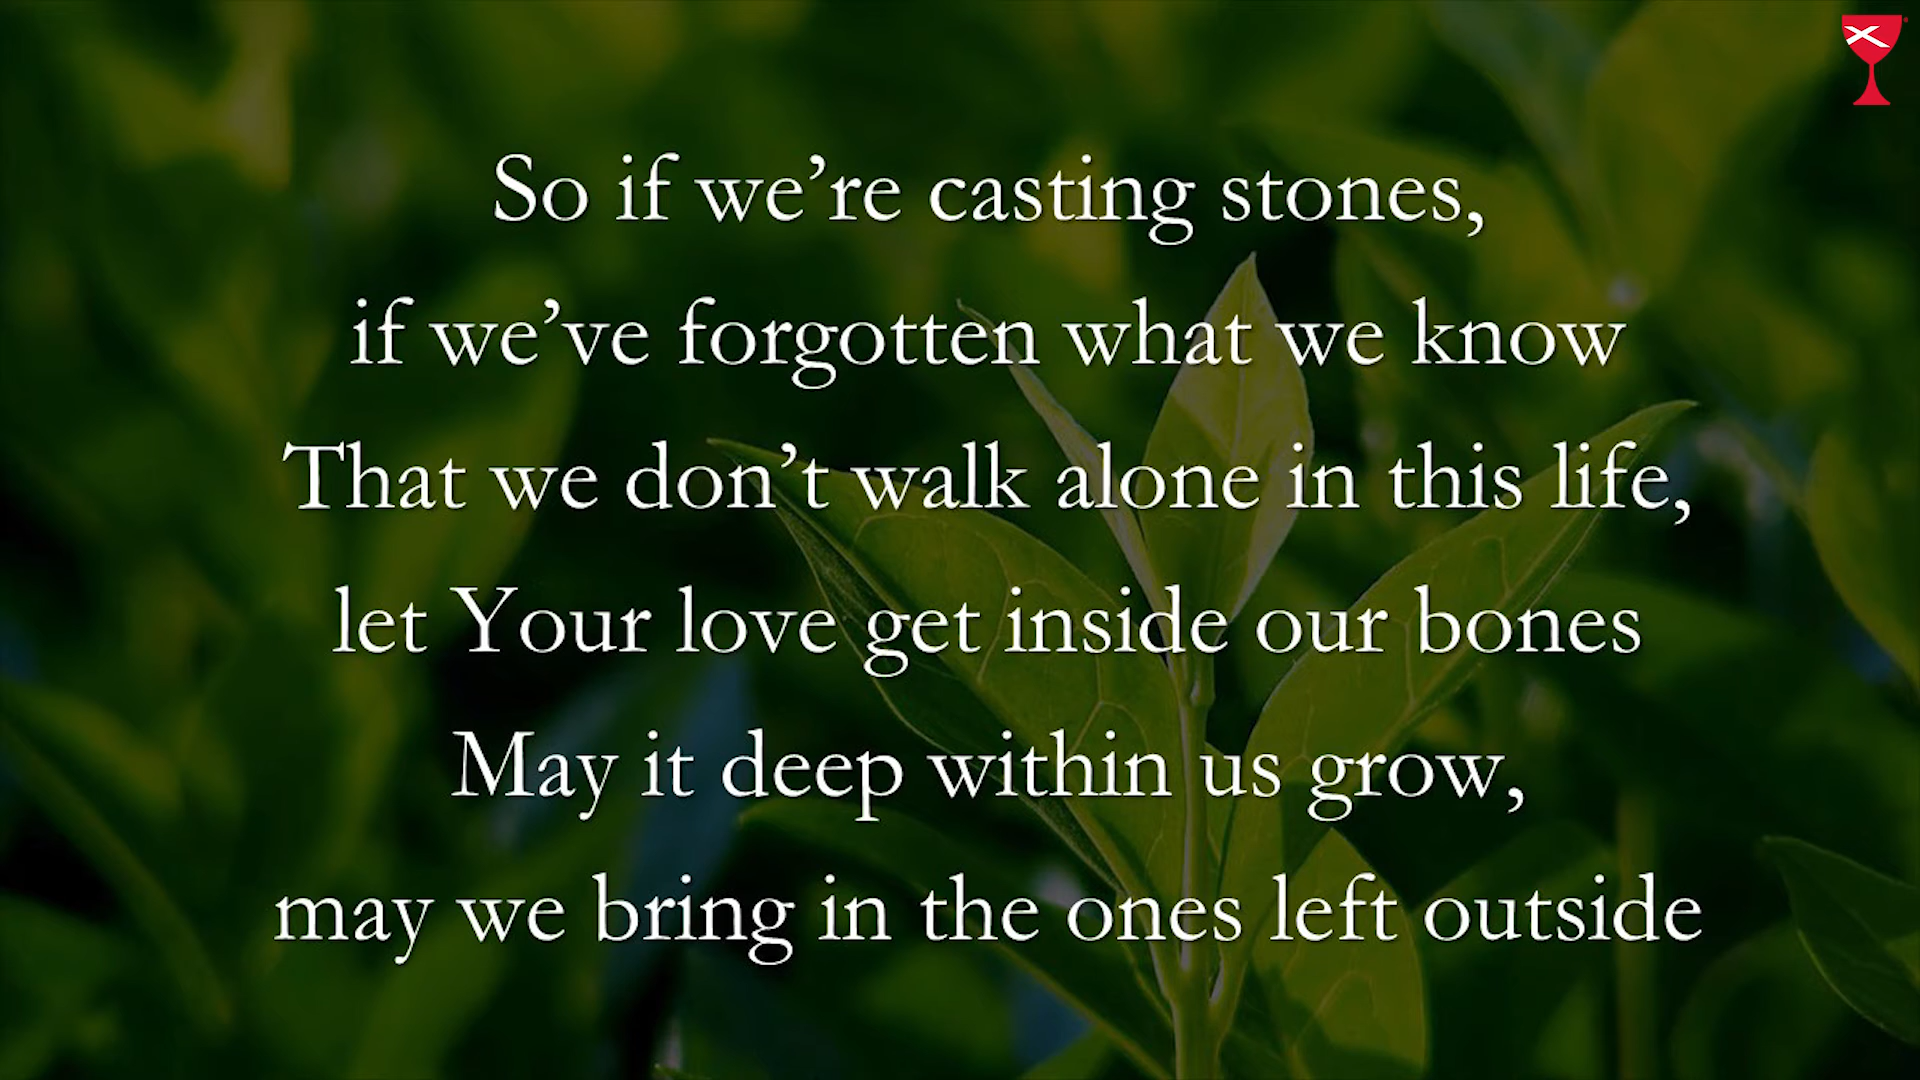 So if we’re casting stones,
if we’ve forgotten what we know
That we don’t walk alone in this life,
let Your love get inside our bones
May it deep within us grow,
may we bring in the ones left outside